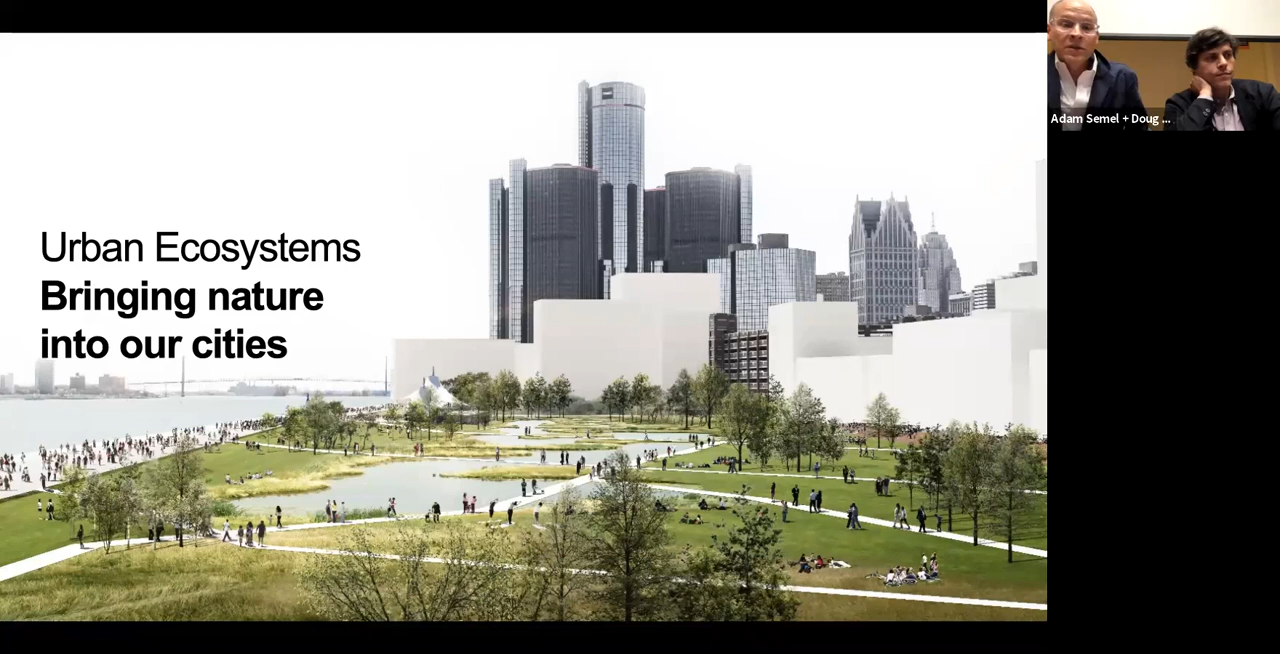 Urban Ecosystems
Bringing nature
into our cities
Adam Semel + Doug ...